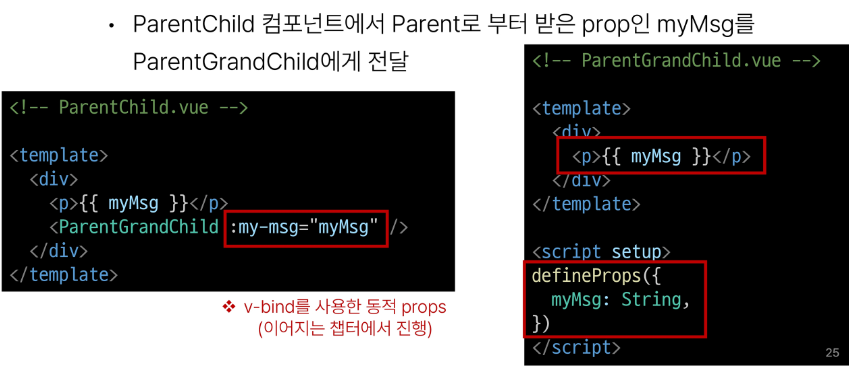 • ParentChild 컴포넌트에서 Parent로 부터 받은 prop인 myMsg를
ParentGrandChild에게 전달
<!-- ParentChild.vue -->
<template>
<div>
<p>{{ myMsg }}</p>
<ParentGrandChild :my-msg="myMsg" />
</div>
</template>
❖ v-bind를 사용한 동적 props
(이어지는 챕터에서 진행)
<!-- ParentGrandChild.vue -->
<template>
<div>
<p>{{ myMsg }}</p>
</div>
</template>
<script setup>
defineProps({
myMsg: String,
})
</script>
25